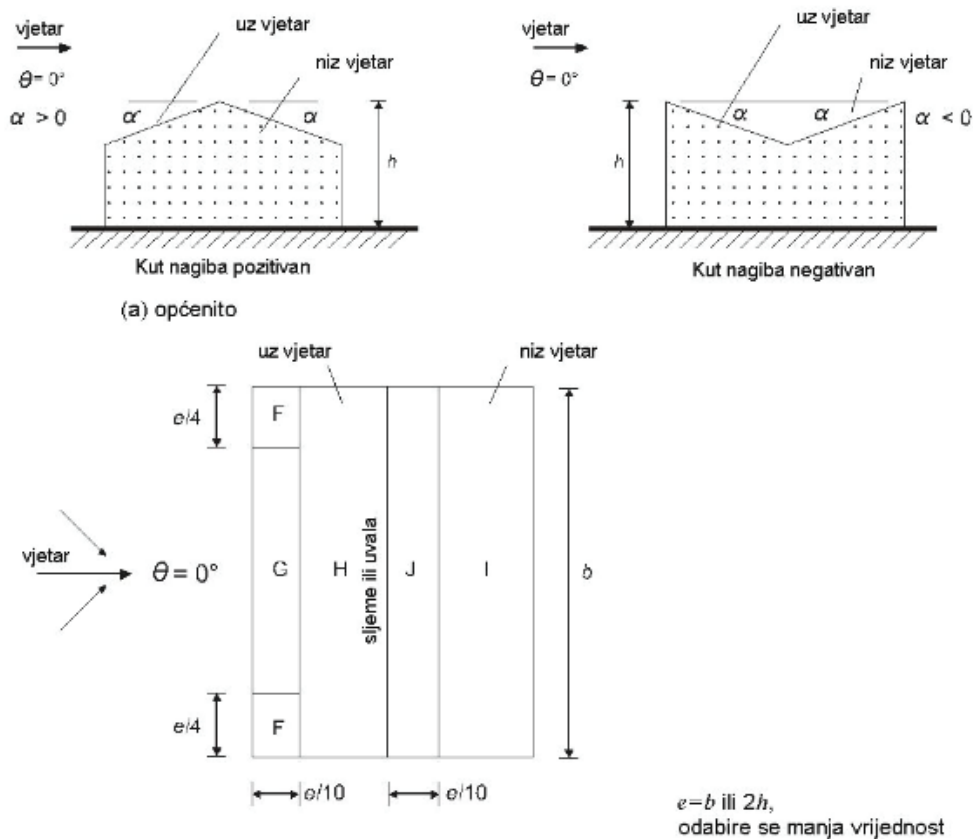 vjetar
uz vjetar
θ= 0°
niz vjetar
α > 0
α
α
h
Kut nagiba pozitivan
vjetar
uz vjetar
θ= 0°
niz vjetar
α
α
α < 0
h
Kut nagiba negativan
(a) općenito
uz vjetar
niz vjetar
e/4
F
vjetar
θ = 0°
G
H
sljeme ili uvala
J
I
b
e/4
F
e/10
e/10
e=b ili 2h,
odabire se manja vrijednost